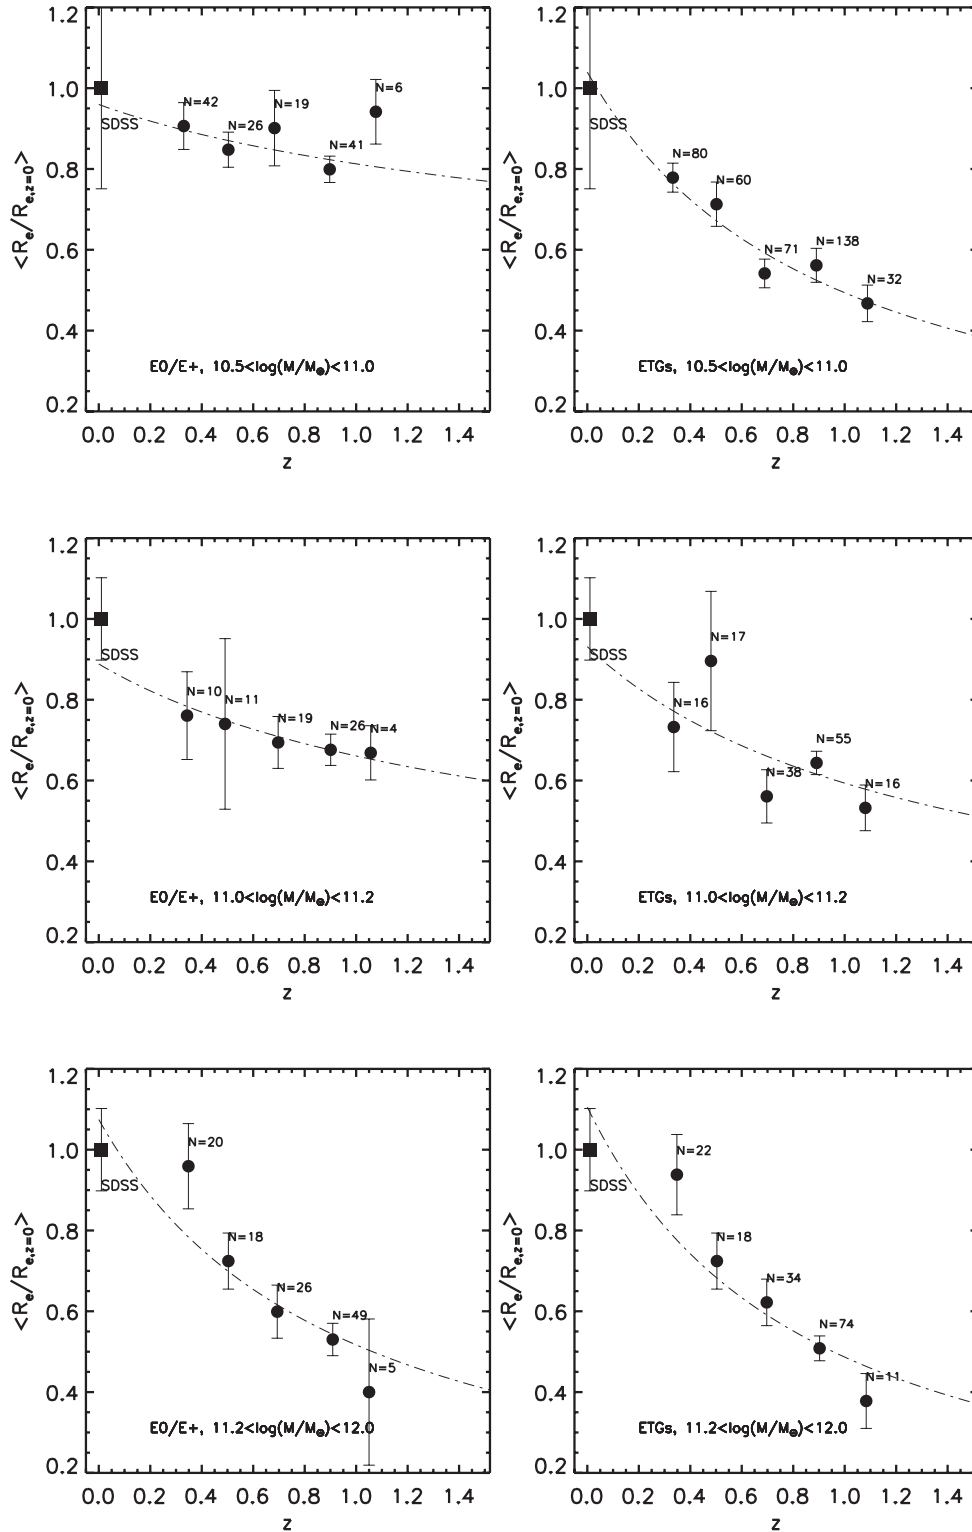 1.2
1.0
0.8
0.6
0.4
0.2
<R_e/R_{e,z=0}>
SDSS
N=42
N=26
N=19
N=41
N=6
E0/E+, 10.5<log(M/M_⊙)<11.0
0.0 0.2 0.4 0.6 0.8 1.0 1.2 1.4
z
1.2
1.0
0.8
0.6
0.4
0.2
<R_e/R_{e,z=0}>
SDSS
N=80
N=60
N=71
N=138
N=32
ETGs, 10.5<log(M/M_⊙)<11.0
0.0 0.2 0.4 0.6 0.8 1.0 1.2 1.4
z
1.2
1.0
0.8
0.6
0.4
0.2
<R_e/R_{e,z=0}>
SDSS
N=10
N=11
N=19
N=26
N=4
E0/E+, 11.0<log(M/M_⊙)<11.2
0.0 0.2 0.4 0.6 0.8 1.0 1.2 1.4
z
1.2
1.0
0.8
0.6
0.4
0.2
<R_e/R_{e,z=0}>
SDSS
N=16
N=17
N=38
N=55
N=16
ETGs, 11.0<log(M/M_⊙)<11.2
0.0 0.2 0.4 0.6 0.8 1.0 1.2 1.4
z
1.2
1.0
0.8
0.6
0.4
0.2
<R_e/R_{e,z=0}>
SDSS
N=20
N=18
N=26
N=49
N=5
E0/E+, 11.2<log(M/M_⊙)<12.0
0.0 0.2 0.4 0.6 0.8 1.0 1.2 1.4
z
1.2
1.0
0.8
0.6
0.4
0.2
<R_e/R_{e,z=0}>
SDSS
N=22
N=18
N=34
N=74
N=11
ETGs, 11.2<log(M/M_⊙)<12.0
0.0 0.2 0.4 0.6 0.8 1.0 1.2 1.4
z